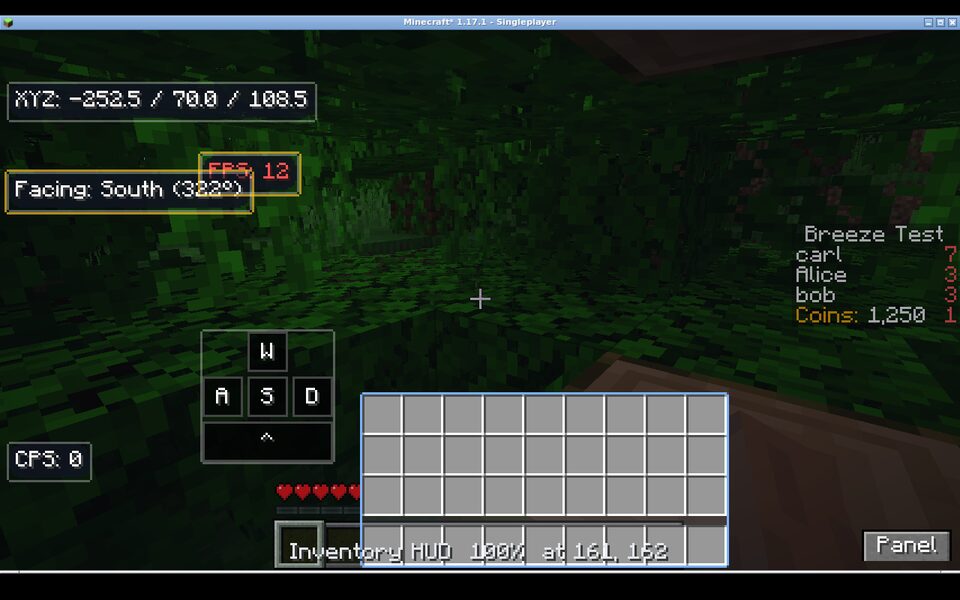 Minecraft* 1.17.1 - Singleplayer
XYZ: -252.5 / 70.0 / 108.5
FPS: 12
Facing: South (322°)
Breeze Test
carl 7
Alice 3
bob 3
Coins: 1,250 1
W
A S D
^
CPS: 0
Inventory HUD 100% at 161, 162
Panel